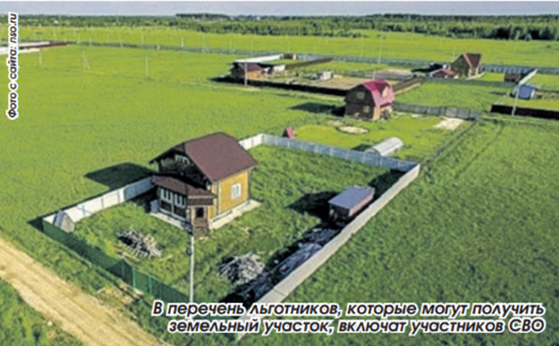 Фото с сайта: nso.ru
В перечень льготников, которые могут получить
земельный участок, включат участников СВО